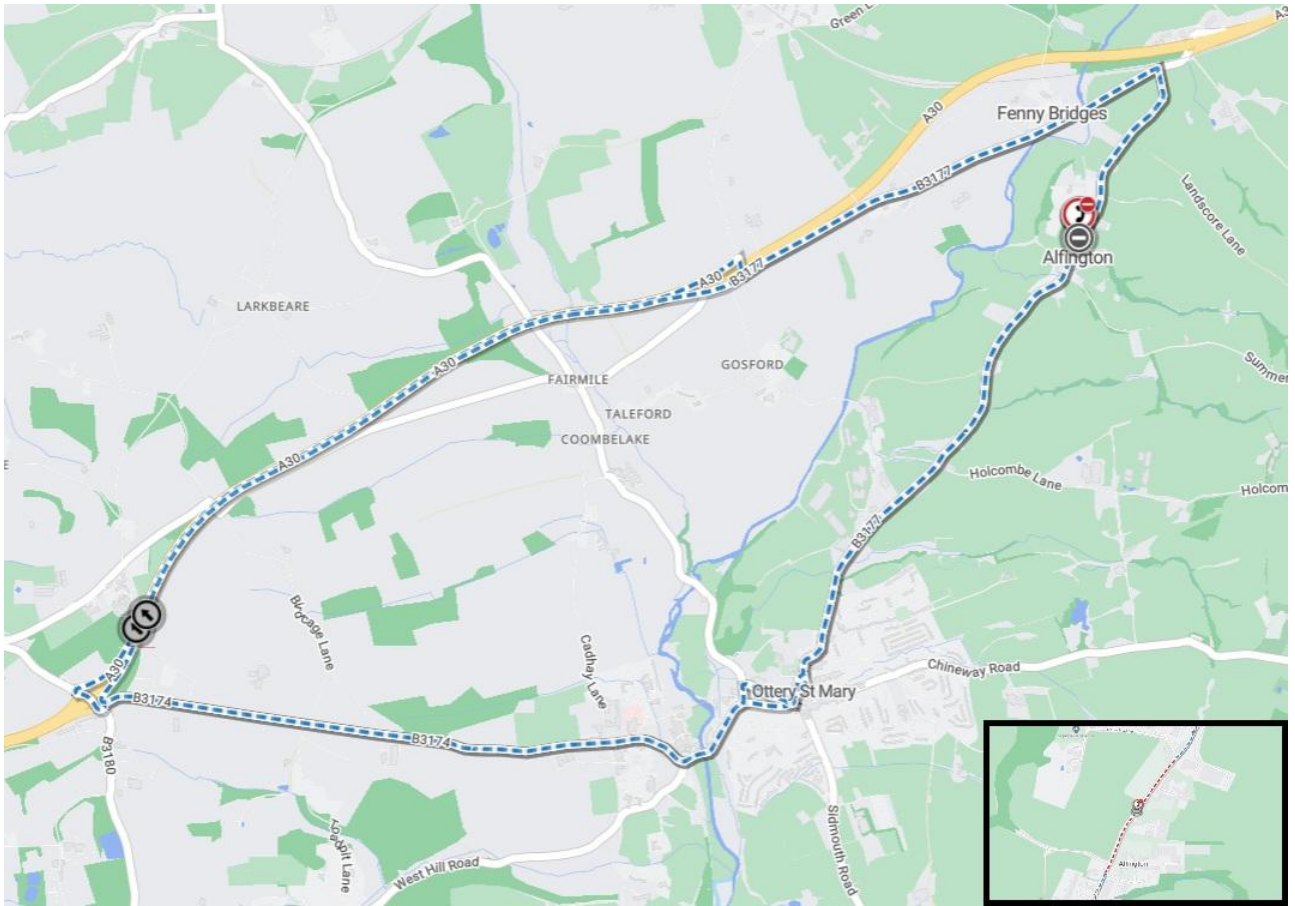 Green L
A3
A30
Fenny Bridges
B3177
Landscore Lane
Alfington
A30
B3177
LARKBEARE
GOSFORD
A30
FAIRMILE
Summer
TALEFORD
COOMBELAKE
A30
E
Holcombe Lane
Holcom
B3177
Birdcage Lane
Cadhay Lane
Chineway Road
A30
Ottery St Mary
B3174
B3174
B3180
Sidmouth Road
West Hill Road
Alfington